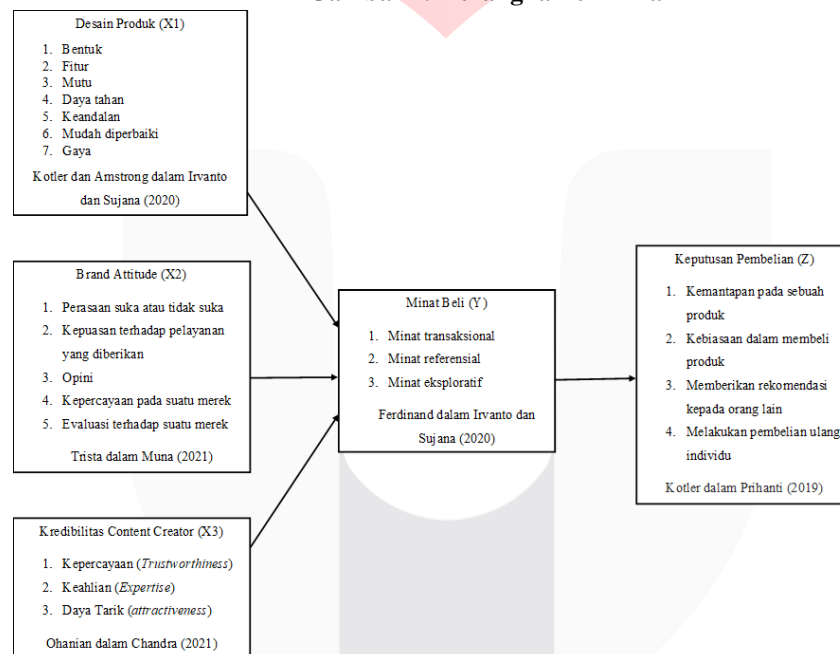 Desain Produk (X1)
1. Bentuk
2. Fitur
3. Mutu
4. Daya tahan
5. Keandalan
6. Mudah diperbaiki
7. Gaya
Kotler dan Amstrong dalam Irvanto
dan Sujana (2020)
Brand Attitude (X2)
1. Perasaan suka atau tidak suka
2. Kepuasan terhadap pelayanan
yang diberikan
3. Opini
4. Kepercayaan pada suatu merek
5. Evaluasi terhadap suatu merek
Trista dalam Muna (2021)
Kredibilitas Content Creator (X3)
1. Kepercayaan (Trustworthiness)
2. Keahlian (Expertise)
3. Daya Tarik (attractiveness)
Ohanian dalam Chandra (2021)
Minat Beli (Y)
1. Minat transaksional
2. Minat referensial
3. Minat eksploratif
Ferdinand dalam Irvanto dan
Sujana (2020)
Keputusan Pembelian (Z)
1. Kemantapan pada sebuah
produk
2. Kebiasaan dalam membeli
produk
3. Memberikan rekomendasi
kepada orang lain
4. Melakukan pembelian ulang
individu
Kotler dalam Prihanti (2019)